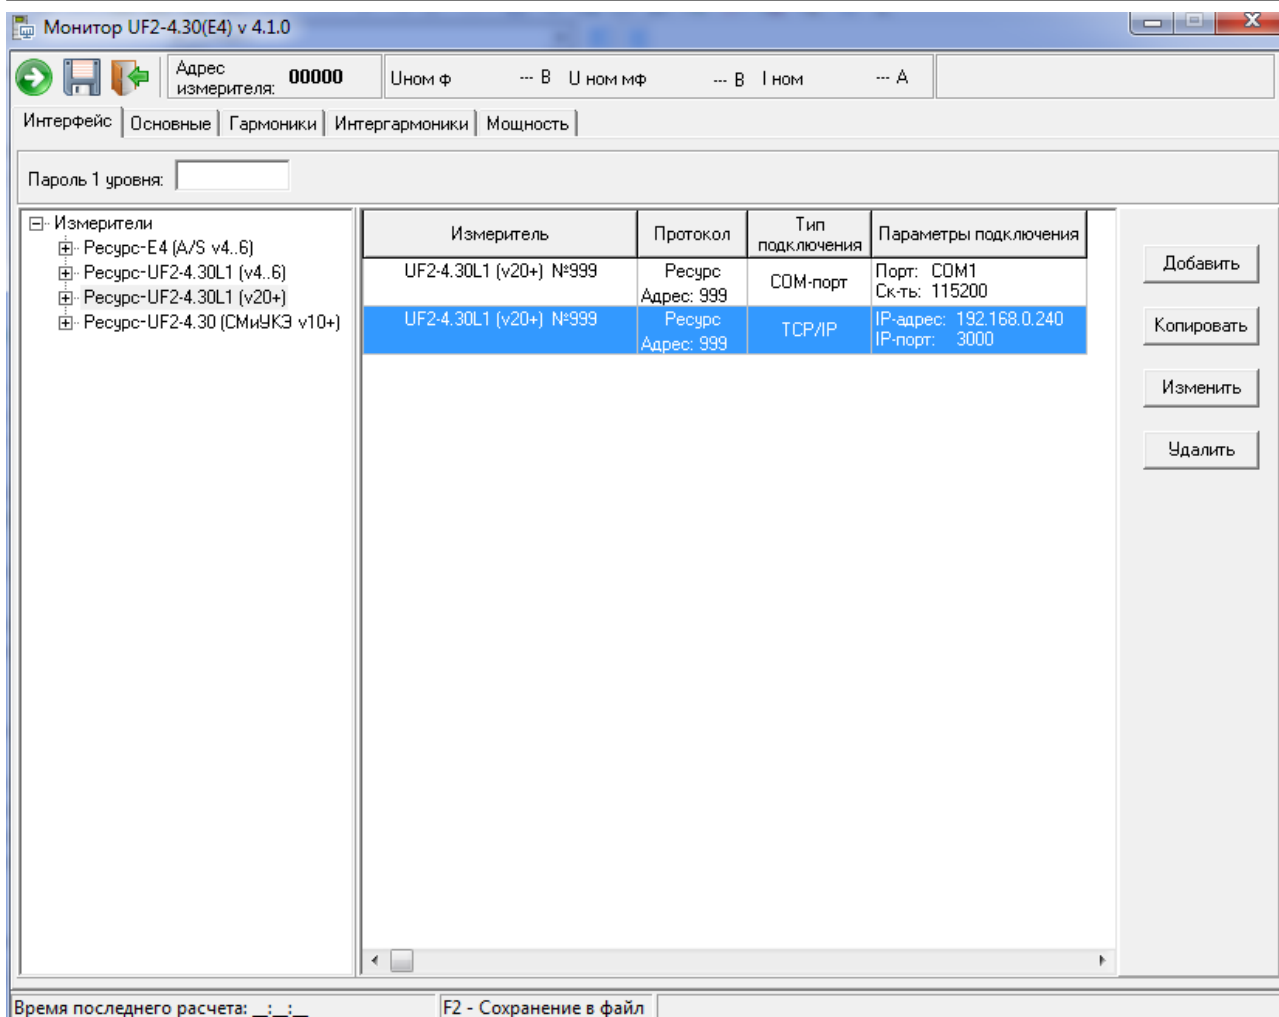 Монитор UF2-4.30(E4) v 4.1.0
Адрес измерителя: 00000
Uном ф --- В U ном мф --- В I ном --- А
Интерфейс Основные Гармоники Интергармоники Мощность
Пароль 1 уровня:
Измерители
Ресурс-E4 (A/S v4..6)
Ресурс-UF2-4.30L1 (v4..6)
Ресурс-UF2-4.30L1 (v20+)
Ресурс-UF2-4.30 (СМиУКЭ v10+)
Измеритель Протокол Тип подключения Параметры подключения
UF2-4.30L1 (v20+) №999 Ресурс COM-порт Порт: COM1
Адрес: 999 Ск-ть: 115200
UF2-4.30L1 (v20+) №999 Ресурс TCP/IP IP-адрес: 192.168.0.240
Адрес: 999 IP-порт: 3000
Добавить
Копировать
Изменить
Удалить
Время последнего расчета: __:__:__ F2 - Сохранение в файл